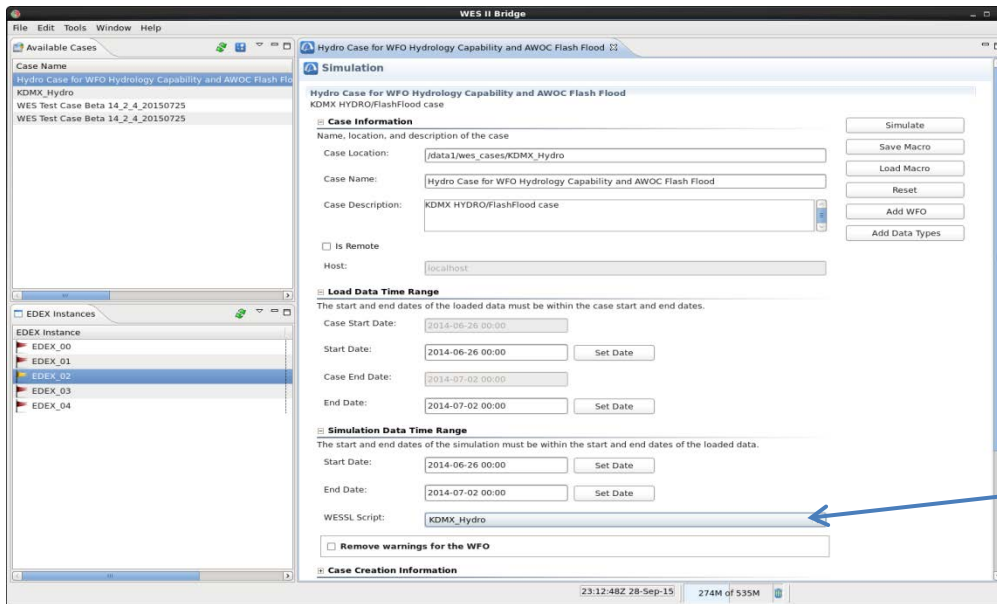 WES II Bridge
File Edit Tools Window Help
Available Cases
Case Name
Hydro Case for WFO Hydrology Capability and AWOC Flash Flo
KDMX_Hydro
WES Test Case Beta 14_2_4_20150725
WES Test Case Beta 14_2_4_20150725
EDEX Instances
EDEX Instance
EDEX_00
EDEX_01
EDEX_02
EDEX_03
EDEX_04
Hydro Case for WFO Hydrology Capability and AWOC Flash Flood
Simulation
Hydro Case for WFO Hydrology Capability and AWOC Flash Flood
KDMX HYDRO/FlashFlood case
Case Information
Name, location, and description of the case
Case Location: /data1/wes_cases/KDMX_Hydro
Case Name: Hydro Case for WFO Hydrology Capability and AWOC Flash Flood
Case Description: KDMX HYDRO/FlashFlood case
Is Remote
Host: localhost
Load Data Time Range
The start and end dates of the loaded data must be within the case start and end dates.
Case Start Date: 2014-06-26 00:00
Start Date: 2014-06-26 00:00 Set Date
Case End Date: 2014-07-02 00:00
End Date: 2014-07-02 00:00 Set Date
Simulation Data Time Range
The start and end dates of the simulation must be within the start and end dates of the loaded data.
Start Date: 2014-06-26 00:00 Set Date
End Date: 2014-07-02 00:00 Set Date
WESSL Script: KDMX_Hydro
Remove warnings for the WFO
Case Creation Information
Simulate
Save Macro
Load Macro
Reset
Add WFO
Add Data Types
23:12:48Z 28-Sep-15 274M of 535M